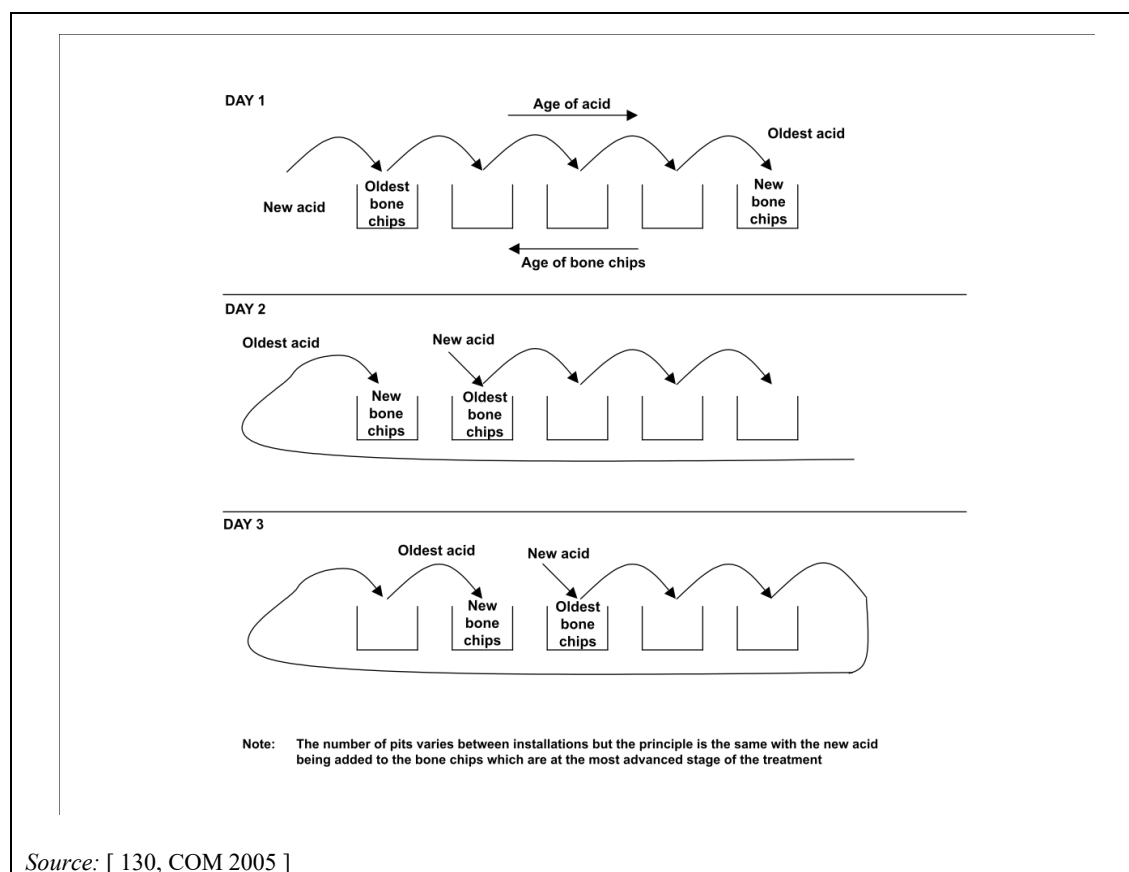 DAY 1
Age of acid
Oldest acid
New acid
Oldest
bone
chips
New
bone
chips
Age of bone chips
DAY 2
Oldest acid
New acid
New
bone
chips
Oldest
bone
chips
DAY 3
Oldest acid
New acid
New
bone
chips
Oldest
bone
chips
Note: The number of pits varies between installations but the principle is the same with the new acid
being added to the bone chips which are at the most advanced stage of the treatment
Source: [ 130, COM 2005 ]